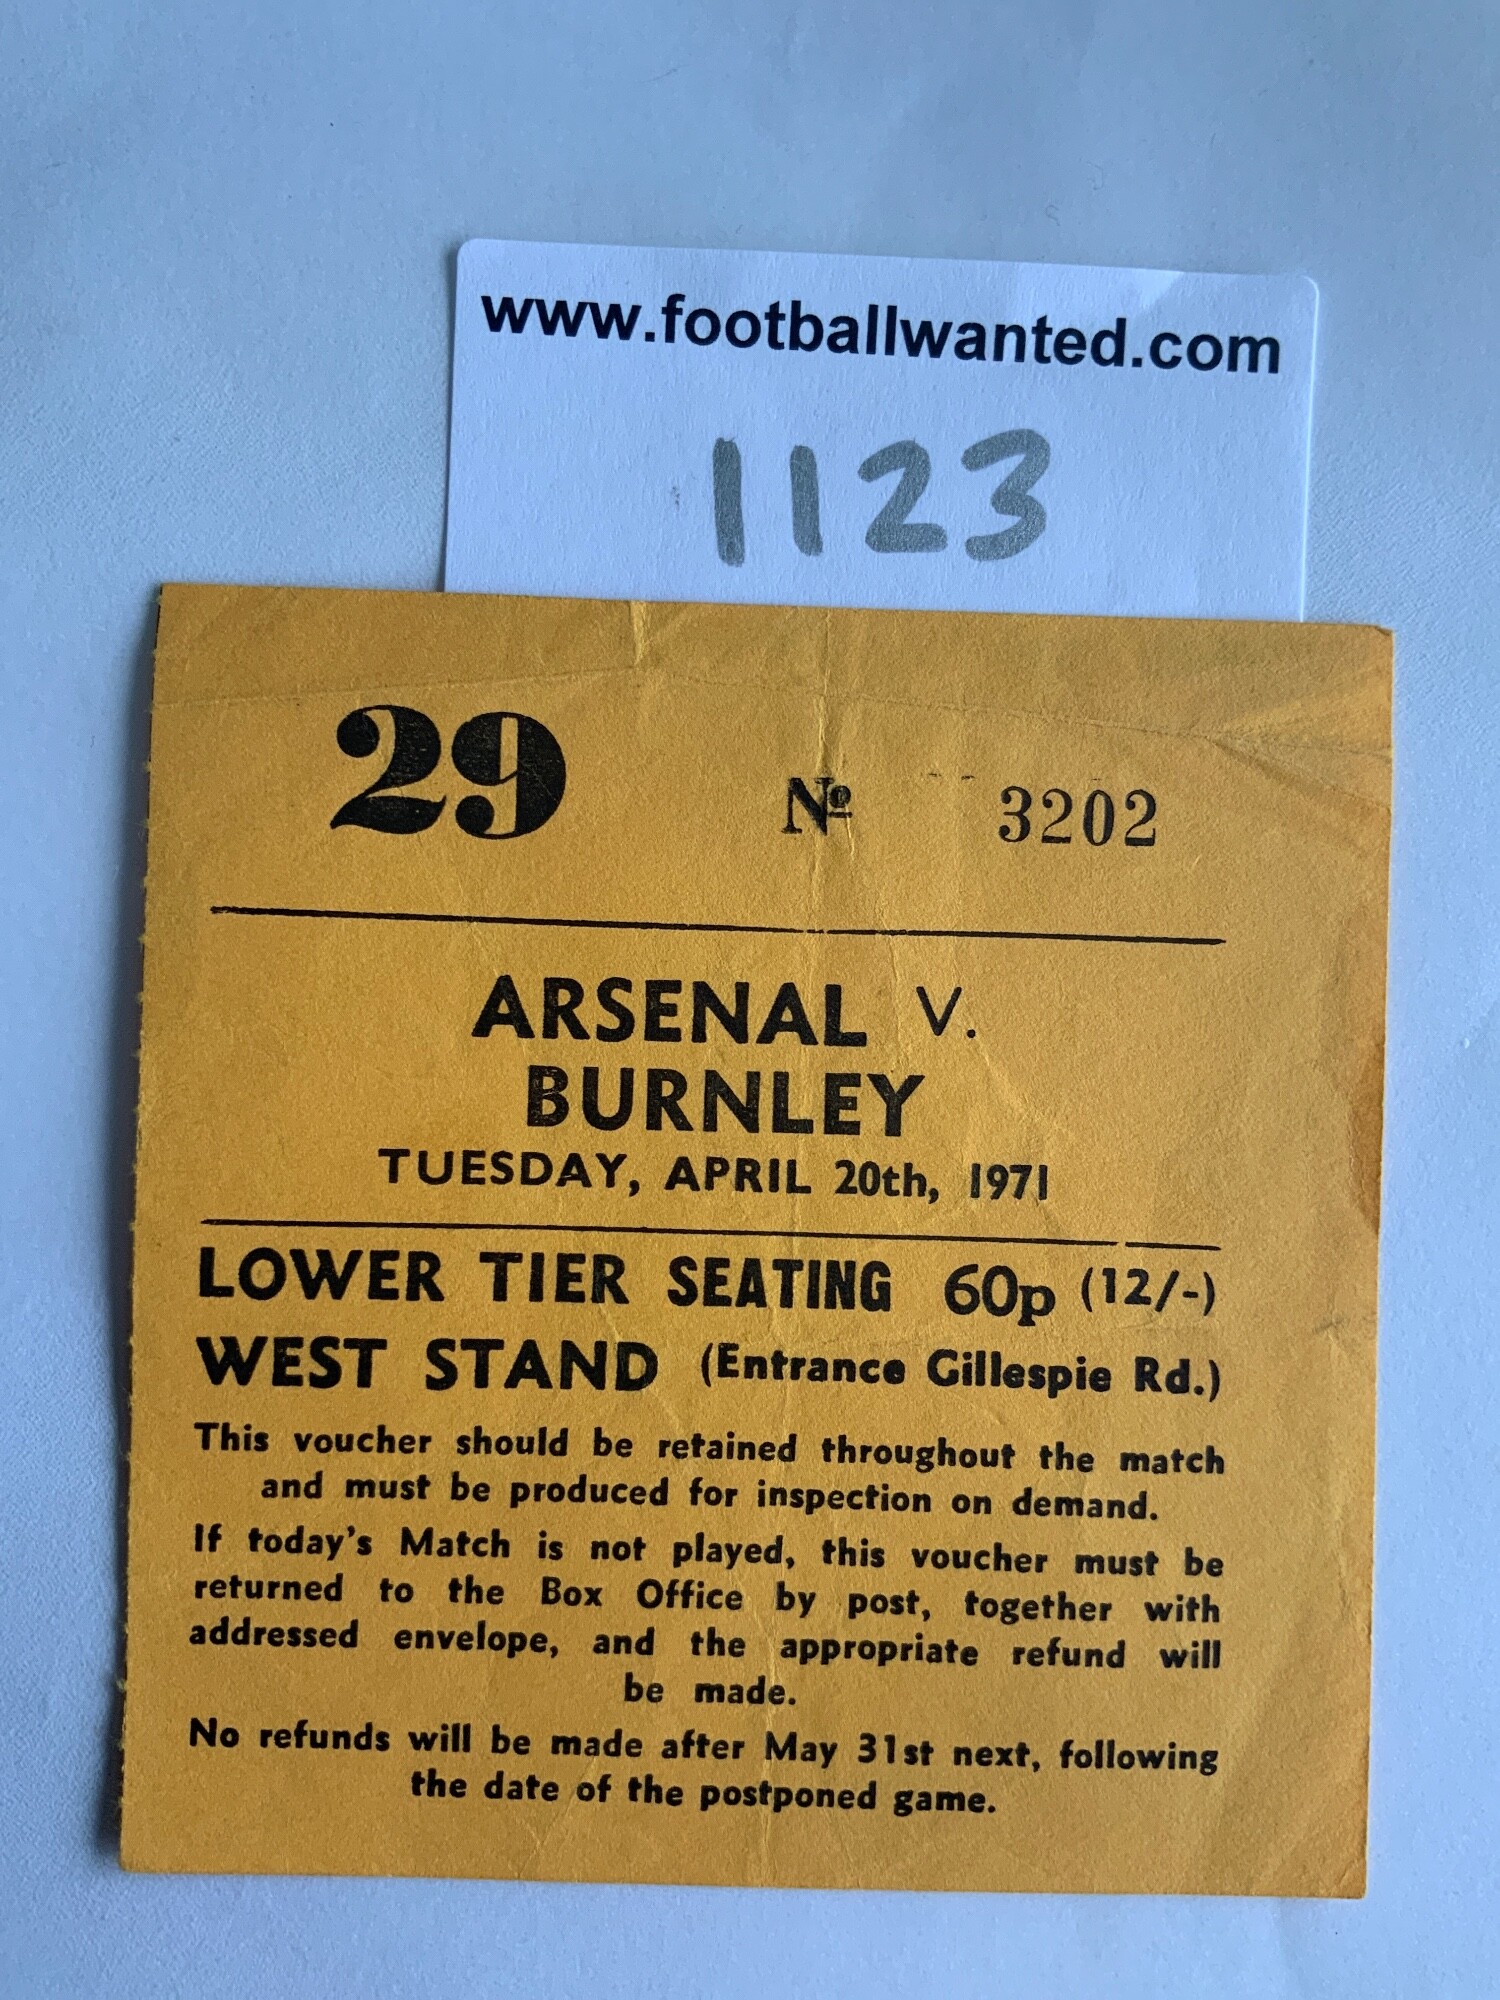 www.footballwanted.com
1123
29 № 3202
ARSENAL V.
BURNLEY
TUESDAY, APRIL 20th, 1971
LOWER TIER SEATING 60p (12/-)
WEST STAND (Entrance Gillespie Rd.)
This voucher should be retained throughout the match
and must be produced for inspection on demand.
If today's Match is not played, this voucher must be
returned to the Box Office by post, together with
addressed envelope, and the appropriate refund will
be made.
No refunds will be made after May 31st next, following
the date of the postponed game.